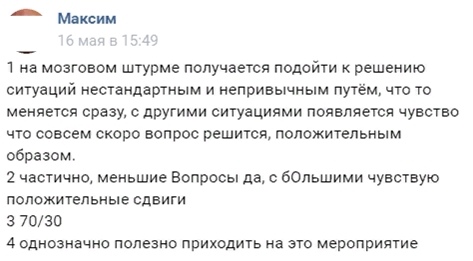 Максим
16 мая в 15:49
1 на мозговом штурме получается подойти к решению
ситуаций нестандартным и непривычным путём, что то
меняется сразу, с другими ситуациями появляется чувство
что совсем скоро вопрос решится, положительным
образом.
2 частично, меньшие Вопросы да, с бОльшими чувствую
положительные сдвиги
3 70/30
4 однозначно полезно приходить на это мероприятие